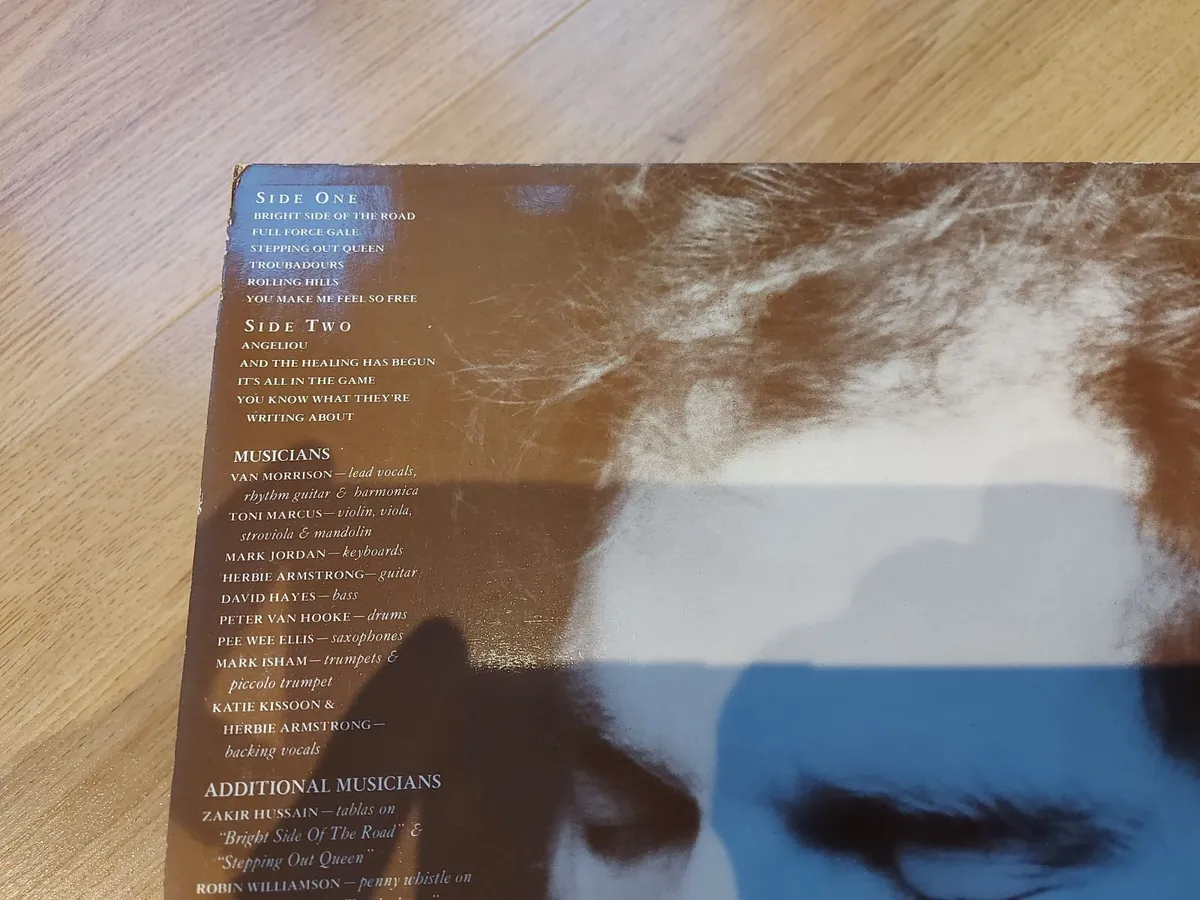 SIDE ONE
BRIGHT SIDE OF THE ROAD
FULL FORCE GALE
STEPPING OUT QUEEN
TROUBADOURS
ROLLING HILLS
YOU MAKE ME FEEL SO FREE
SIDE TWO
ANGELIOU
AND THE HEALING HAS BEGUN
IT'S ALL IN THE GAME
YOU KNOW WHAT THEY'RE
WRITING ABOUT
MUSICIANS
VAN MORRISON—lead vocals,
rhythm guitar & harmonica
TONI MARCUS—violin, viola,
stroviola & mandolin
MARK JORDAN—keyboards
HERBIE ARMSTRONG—guitar
DAVID HAYES—bass
PETER VAN HOOKE—drums
PEE WEE ELLIS—saxophones
MARK ISHAM—trumpets &
piccolo trumpet
KATIE KISSOON &
HERBIE ARMSTRONG—
backing vocals
ADDITIONAL MUSICIANS
ZAKIR HUSSAIN—tablas on
"Bright Side Of The Road" &
"Stepping Out Queen"
ROBIN WILLIAMSON—penny whistle on